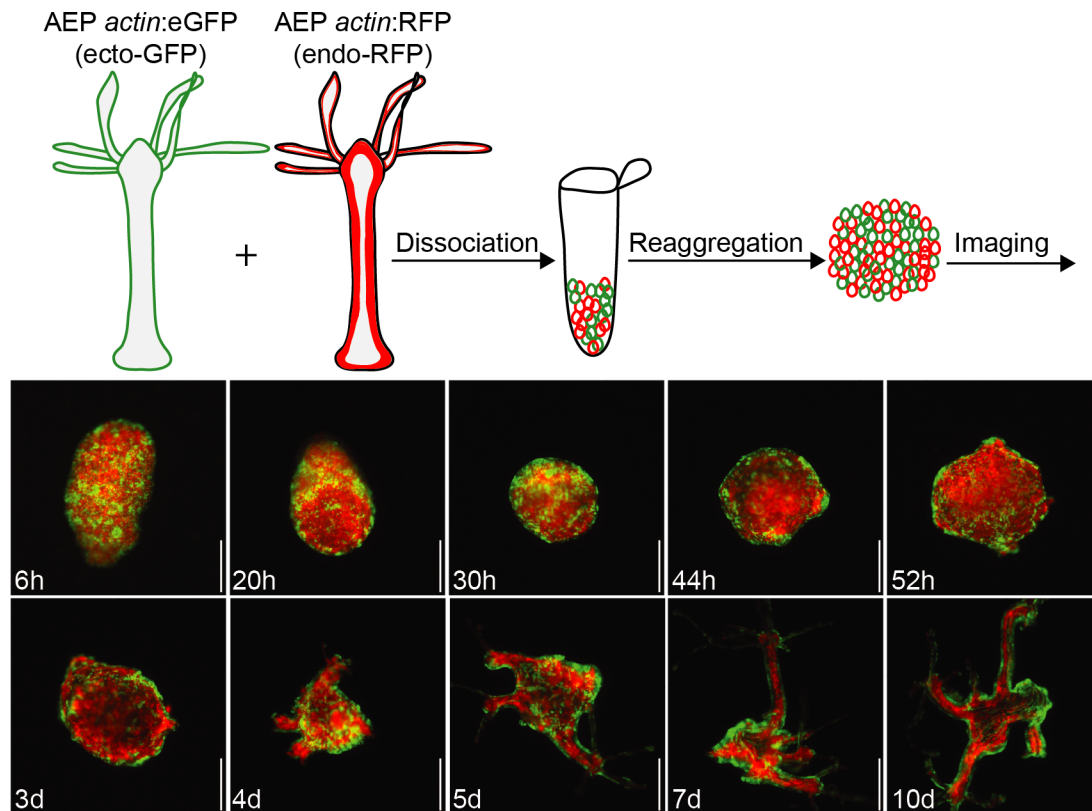 AEP actin:eGFP
(ecto-GFP)
AEP actin:RFP
(endo-RFP)
+
Dissociation
Reaggregation
Imaging
6h
20h
30h
44h
52h
3d
4d
5d
7d
10d